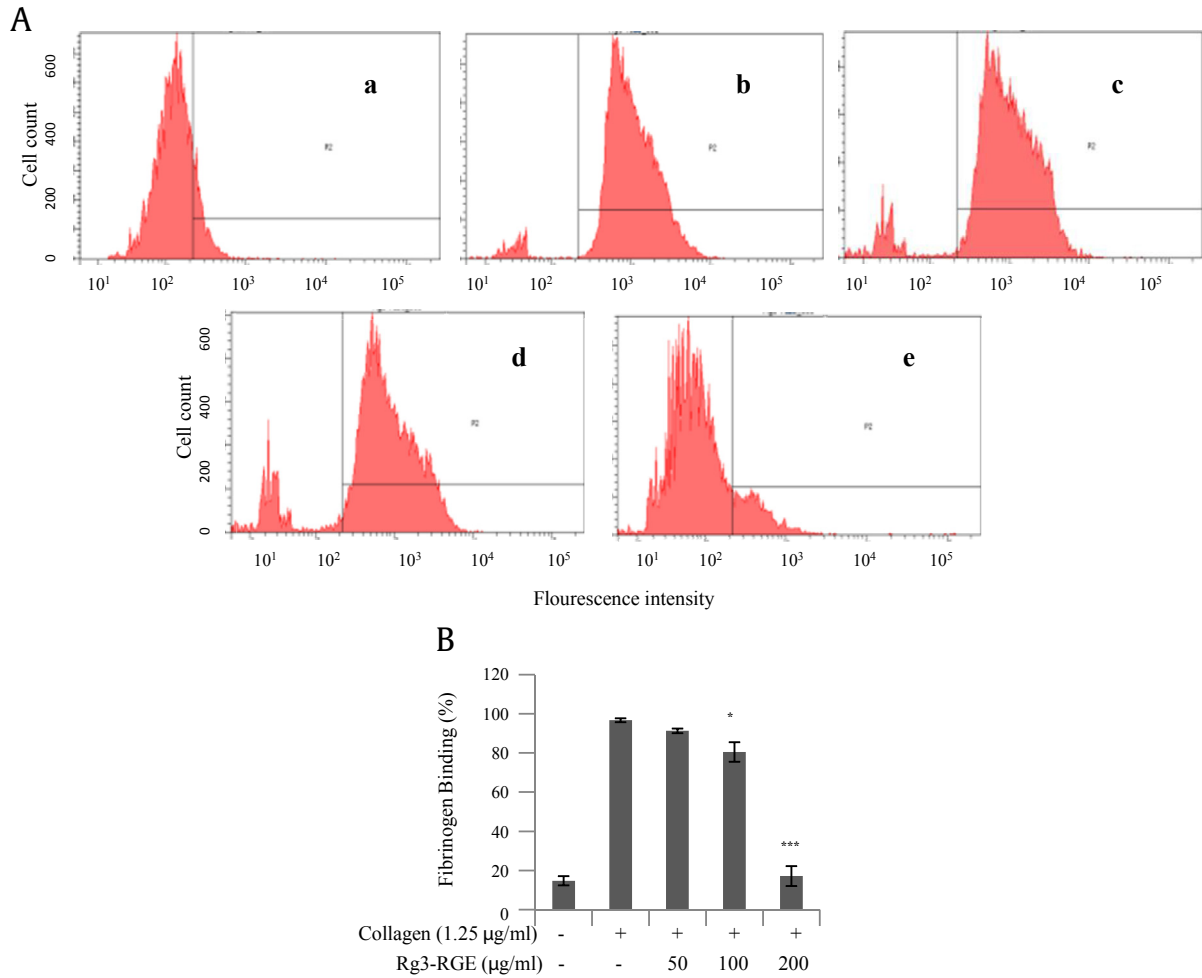 A
Cell count
600
400
200
0
a
P2
10¹ 10² 10³ 10⁴ 10⁵
b
P2
10¹ 10² 10³ 10⁴ 10⁵
c
P2
10¹ 10² 10³ 10⁴ 10⁵
Cell count
600
400
200
0
d
P2
10¹ 10² 10³ 10⁴ 10⁵
e
P2
10¹ 10² 10³ 10⁴ 10⁵
Flourescence intensity
B
Fibrinogen Binding (%)
120
100
80
60
40
20
0
*
***
Collagen (1.25 µg/ml) - + + + +
Rg3-RGE (µg/ml) - - 50 100 200